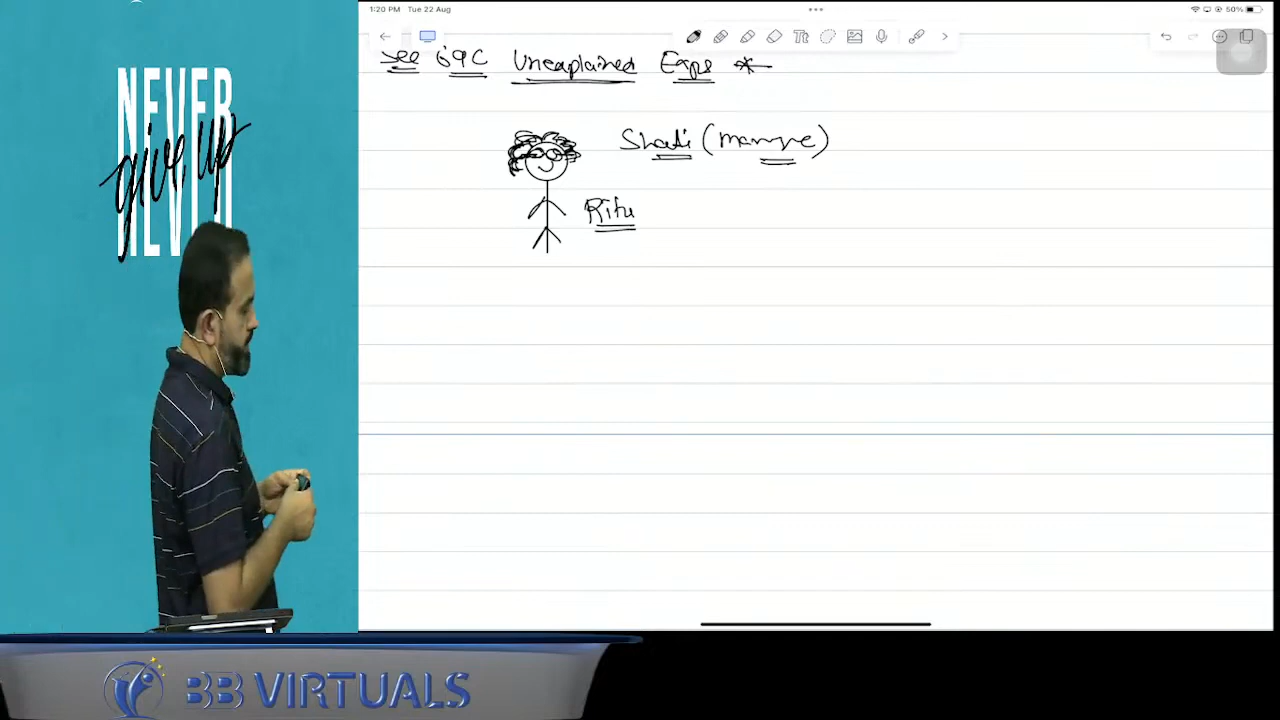 1:20 PM Tue 22 Aug
50%
See 69C Unexplained Exps *
NEVER
give up
NEVER
Shadi (marriage)
Ritu
BB VIRTUALS